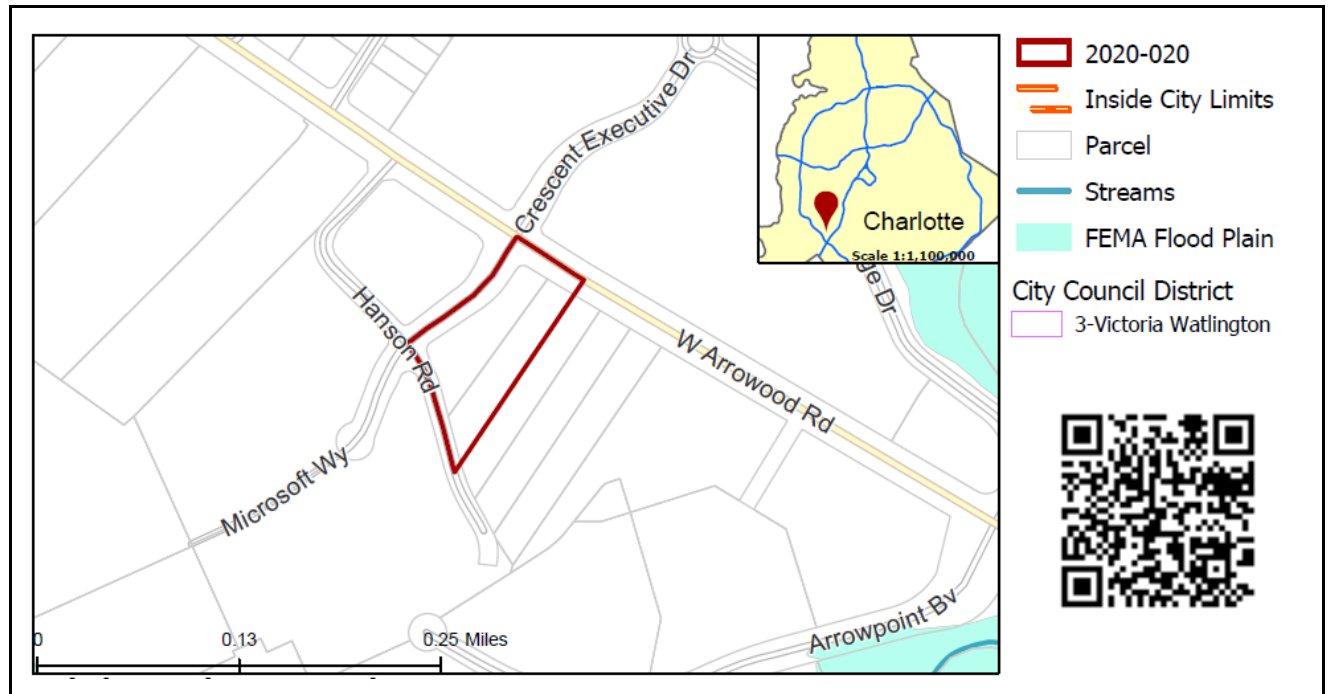 Crescent Executive Dr
Hanson Rd
W Arrowood Rd
Microsoft Wy
Arrowpoint Bv
ge Dr
0
0.13
0.25 Miles
Charlotte
Scale 1:1,100,000
2020-020
Inside City Limits
Parcel
Streams
FEMA Flood Plain
City Council District
3-Victoria Watlington